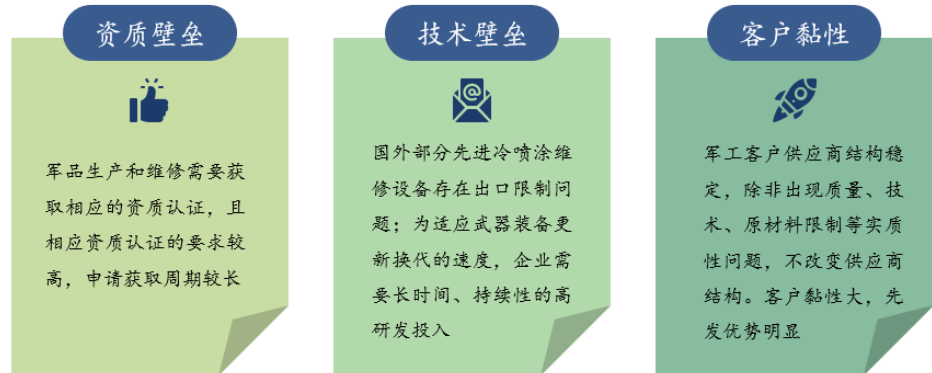 资质壁垒
军品生产和维修需要获
取相应的资质认证，且
相应资质认证的要求较
高，申请获取周期较长
技术壁垒
国外部分先进冷喷涂维
修设备存在出口限制问
题；为适应武器装备更
新换代的速度，企业需
要长时间、持续性的高
研发投入
客户黏性
军工客户供应商结构稳
定，除非出现质量、技
术、原材料限制等实质
性问题，不改变供应商
结构。客户黏性大，先
发优势明显